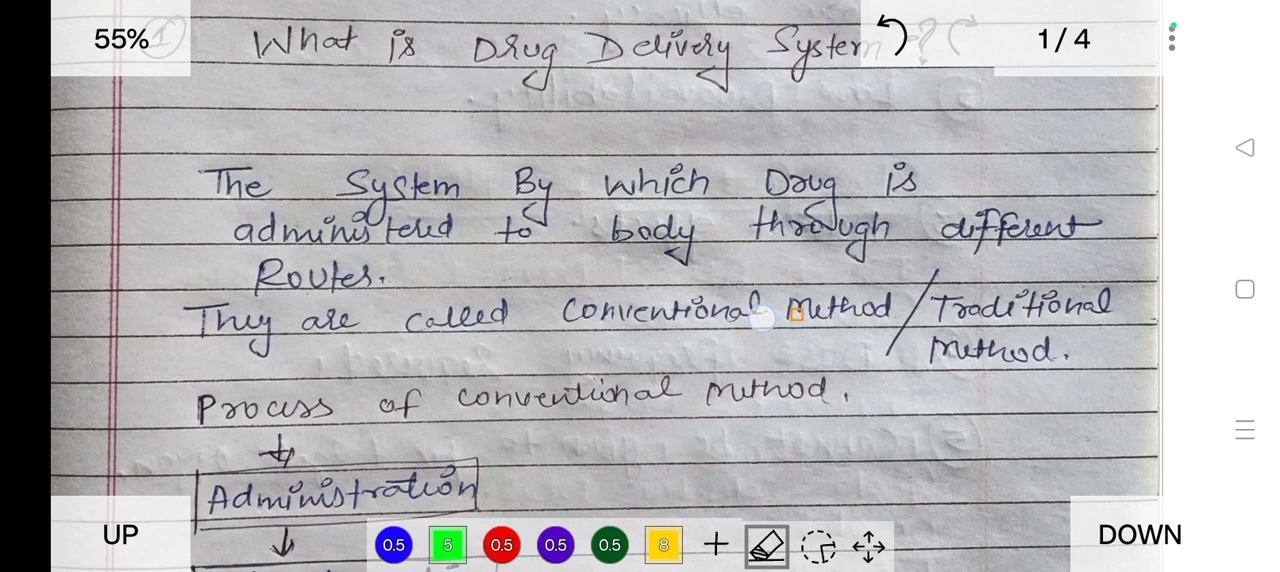 55%
① What is Drug Delivery System ?
1/4
The System By which Drug is
administered to body through different
Routes.
They are called Conventional Method / Traditional
Method.
Process of conventional method.
↓
Administration
↓
UP
0.5 5 0.5 0.5 0.5 8 +
DOWN